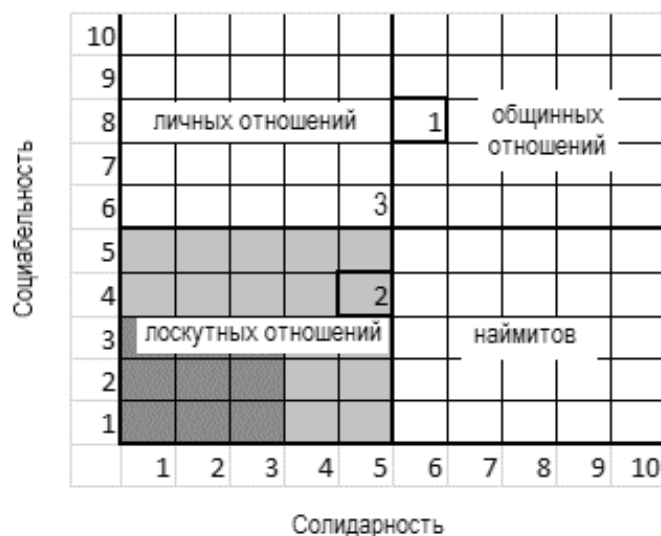 Социабельность
10
9
8 личных отношений 1 общинных
отношений
7
6 3
5
4 2
3 лоскутных отношений наймитов
2
1
1 2 3 4 5 6 7 8 9 10
Солидарность